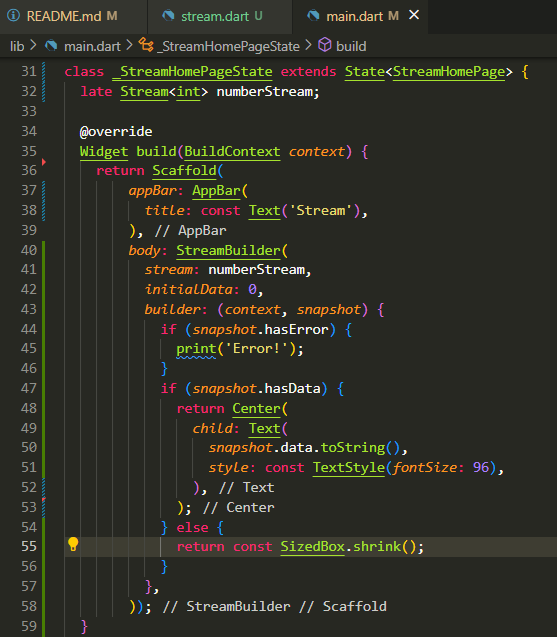 README.md M stream.dart U main.dart M
lib > main.dart > _StreamHomePageState > build
31 class _StreamHomePageState extends State<StreamHomePage> {
32   late Stream<int> numberStream;
33
34   @override
35   Widget build(BuildContext context) {
36     return Scaffold(
37         appBar: AppBar(
38           title: const Text('Stream'),
39         ), // AppBar
40         body: StreamBuilder(
41           stream: numberStream,
42           initialData: 0,
43           builder: (context, snapshot) {
44             if (snapshot.hasError) {
45               print('Error!');
46             }
47             if (snapshot.hasData) {
48               return Center(
49                 child: Text(
50                   snapshot.data.toString(),
51                   style: const TextStyle(fontSize: 96),
52                 ), // Text
53               ); // Center
54             } else {
55               return const SizedBox.shrink();
56             }
57           },
58         )); // StreamBuilder // Scaffold
59   }